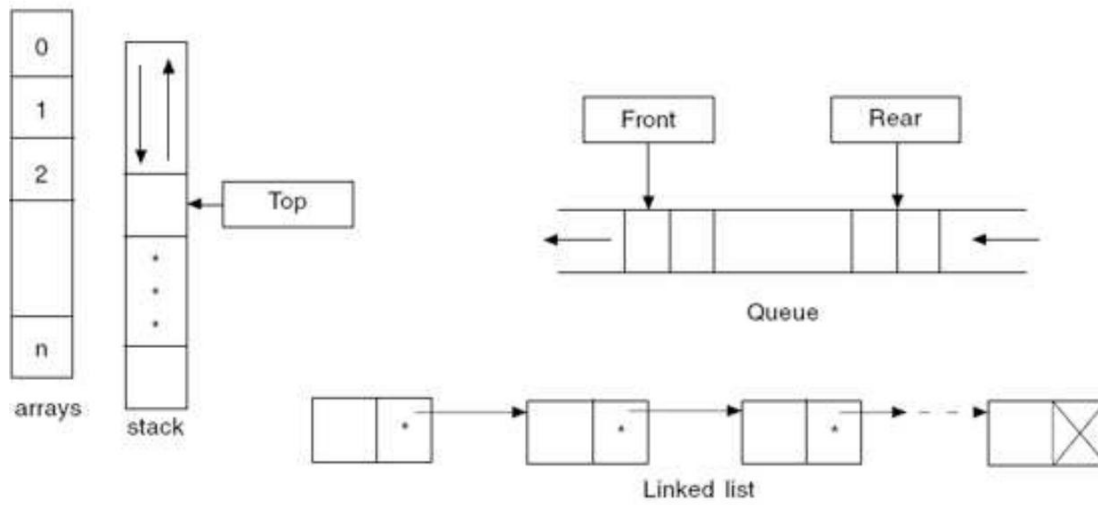 0
1
2
n
arrays
Top
*
*
*
stack
Front
Rear
Queue
*
*
*
Linked list